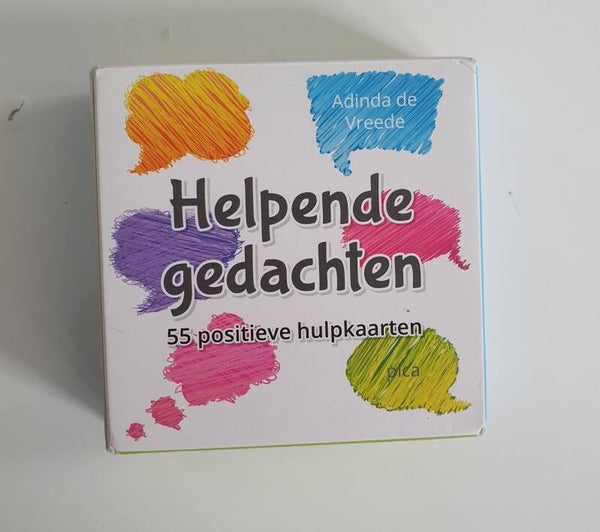 Adinda de
Vreede
Helpende
gedachten
55 positieve hulpkaarten
pica